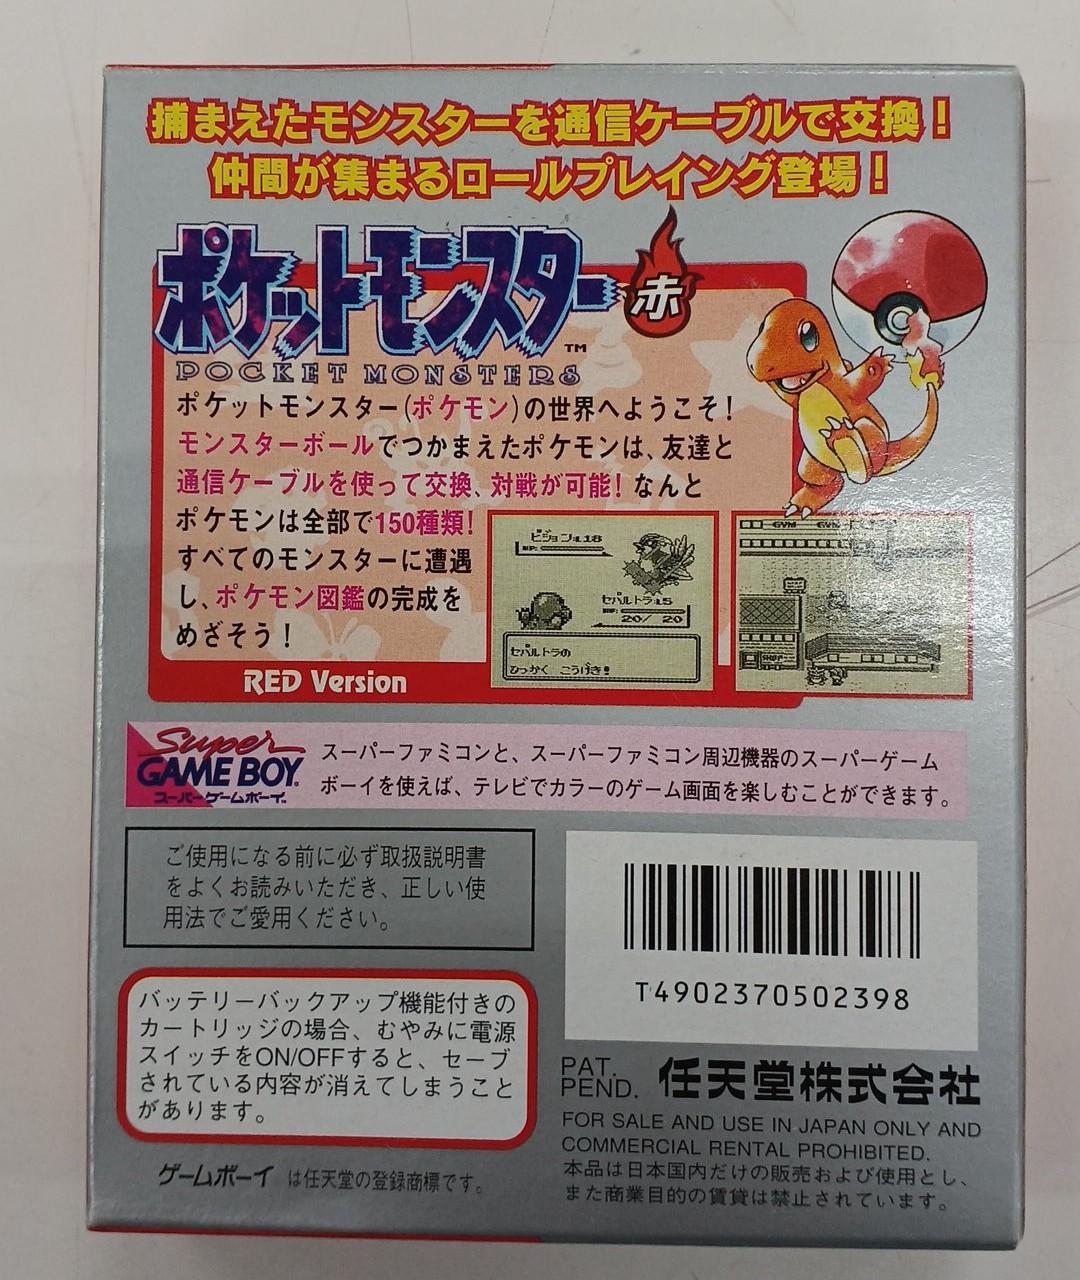 捕まえたモンスターを通信ケーブルで交換！
仲間が集まるロールプレイング登場！
ポケットモンスター 赤
TM
POCKET MONSTERS
ポケットモンスター(ポケモン)の世界へようこそ！
モンスターボールでつかまえたポケモンは、友達と
通信ケーブルを使って交換、対戦が可能！なんと
ポケモンは全部で150種類！
すべてのモンスターに遭遇
し、ポケモン図鑑の完成を
めざそう！
ピジョン:L18
HP:
ゼパルトラ:L5
HP:
20/ 20
ゼパルトラの
ひっかく こうげき！
GYM GYM
SHOP
RED Version
Super
GAME BOY
スーパーゲームボーイ
スーパーファミコンと、スーパーファミコン周辺機器のスーパーゲーム
ボーイを使えば、テレビでカラーのゲーム画面を楽しむことができます。
ご使用になる前に必ず取扱説明書
をよくお読みいただき、正しい使
用法でご愛用ください。
T4902370502398
バッテリーバックアップ機能付きの
カートリッジの場合、むやみに電源
スイッチをON/OFFすると、セーブ
されている内容が消えてしまうこと
があります。
PAT.
PEND. 任天堂株式会社
FOR SALE AND USE IN JAPAN ONLY AND
COMMERCIAL RENTAL PROHIBITED.
本品は日本国内だけの販売および使用とし、
また商業目的の賃貸は禁止されています。
ゲームボーイ は任天堂の登録商標です。